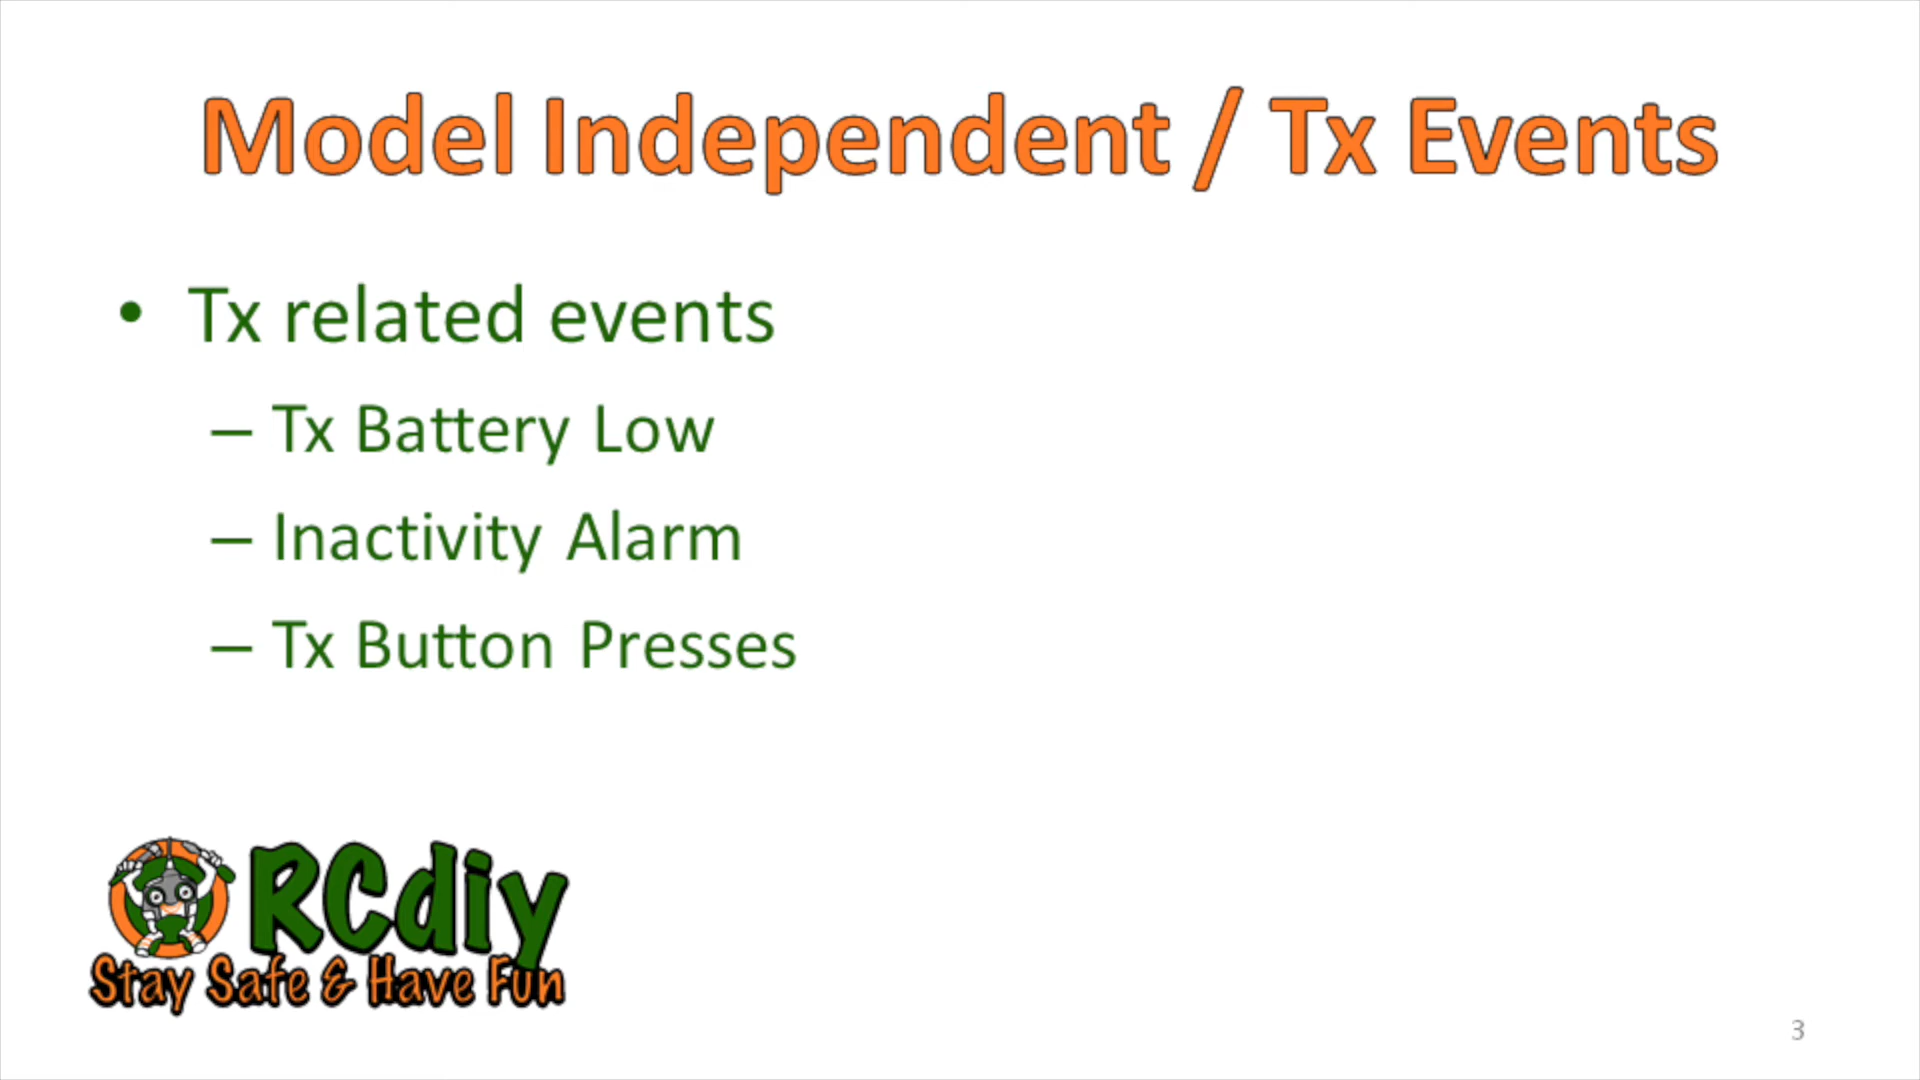 Model Independent / Tx Events
• Tx related events
– Tx Battery Low
– Inactivity Alarm
– Tx Button Presses
RCdiy
Stay Safe & Have Fun
3